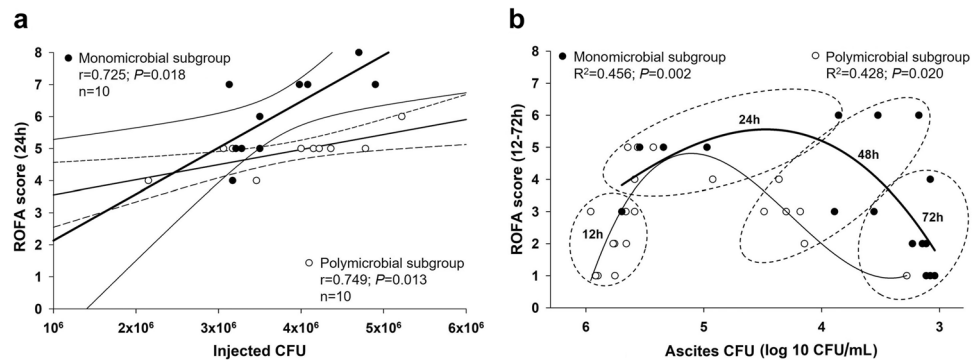 a
ROFA score (24h)
8
7
6
5
4
3
2
1
0
Monomicrobial subgroup
r=0.725; P=0.018
n=10
Polymicrobial subgroup
r=0.749; P=0.013
n=10
10⁶
2x10⁶
3x10⁶
4x10⁶
5x10⁶
6x10⁶
Injected CFU
b
ROFA score (12-72h)
8
7
6
5
4
3
2
1
0
Monomicrobial subgroup
R²=0.456; P=0.002
Polymicrobial subgroup
R²=0.428; P=0.020
24h
48h
12h
72h
6
5
4
3
Ascites CFU (log 10 CFU/mL)